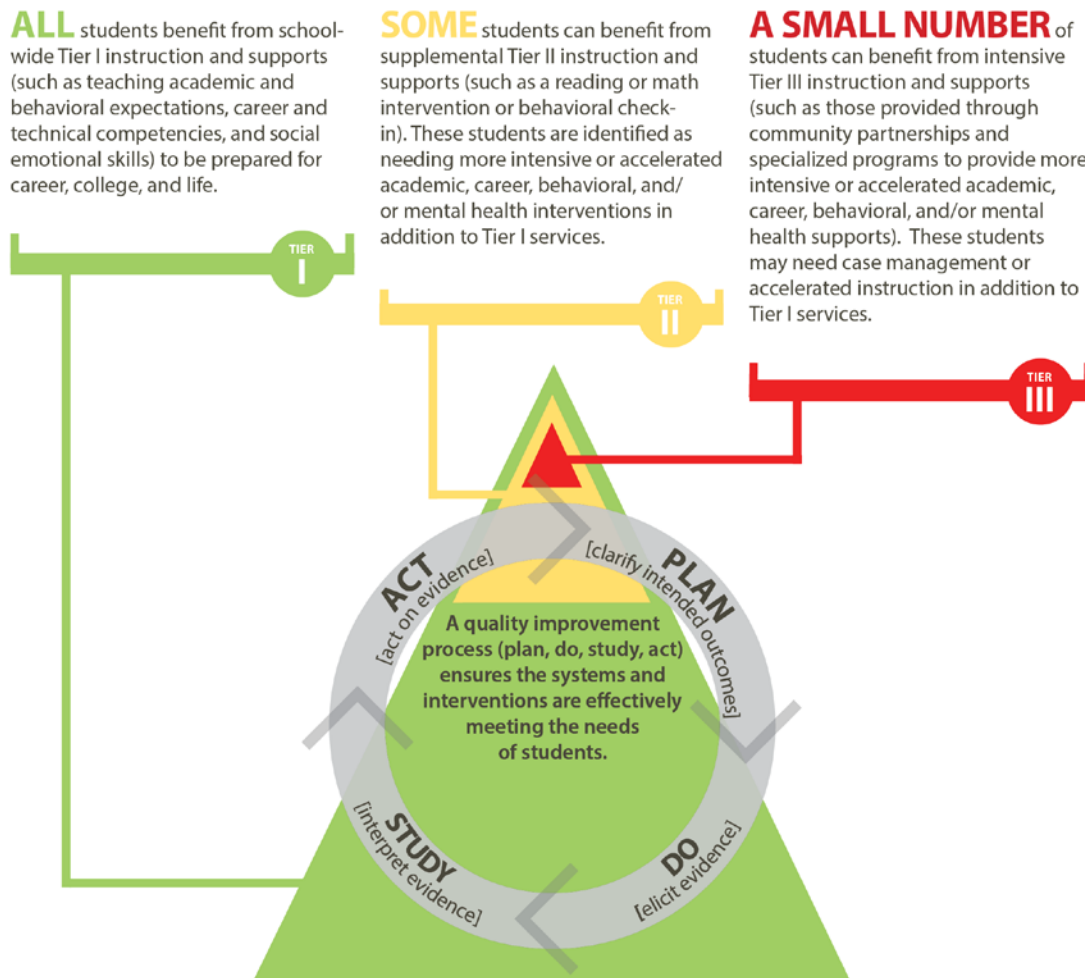 ALL students benefit from school-
wide Tier I instruction and supports
(such as teaching academic and
behavioral expectations, career and
technical competencies, and social
emotional skills) to be prepared for
career, college, and life.
TIER
I
SOME students can benefit from
supplemental Tier II instruction and
supports (such as a reading or math
intervention or behavioral check-
in). These students are identified as
needing more intensive or accelerated
academic, career, behavioral, and/
or mental health interventions in
addition to Tier I services.
TIER
II
A SMALL NUMBER of
students can benefit from intensive
Tier III instruction and supports
(such as those provided through
community partnerships and
specialized programs to provide more
intensive or accelerated academic,
career, behavioral, and/or mental
health supports). These students
may need case management or
accelerated instruction in addition to
Tier I services.
TIER
III
PLAN
[clarify intended outcomes]
DO
[elicit evidence]
STUDY
[interpret evidence]
ACT
[act on evidence]
A quality improvement
process (plan, do, study, act)
ensures the systems and
interventions are effectively
meeting the needs
of students.